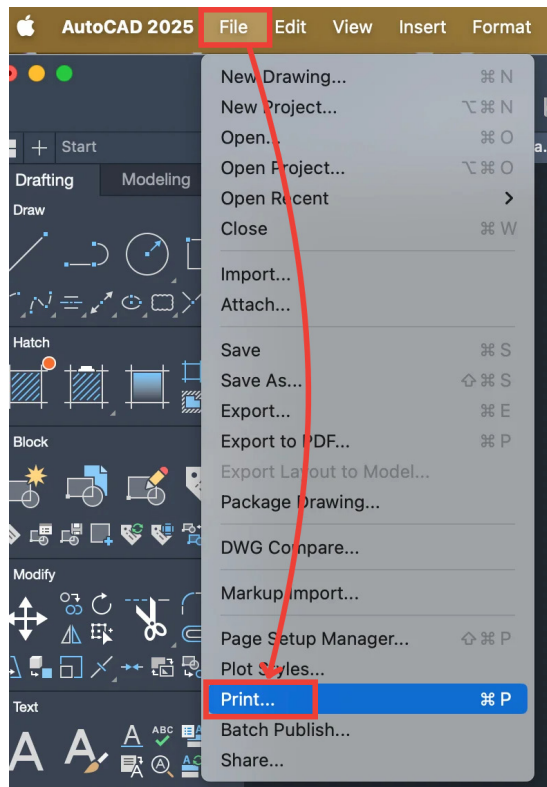 AutoCAD 2025 File Edit View Insert Format
New Drawing... ⌘ N
New Project... ⌥ ⌘ N
Start
Open... ⌘ O
a.
Open Project... ⌥ ⌘ O
Drafting Modeling
Open Recent
Draw
Close ⌘ W
Import...
Attach...
Hatch
Save ⌘ S
Save As... ⇧ ⌘ S
Export... ⌘ E
Block
Export to PDF... ⌘ P
Export Layout to Model...
Package Drawing...
DWG Compare...
Modify
Markup Import...
Page Setup Manager... ⇧ ⌘ P
Plot Styles...
Text
Print... ⌘ P
Batch Publish...
A A A ABC
Share...